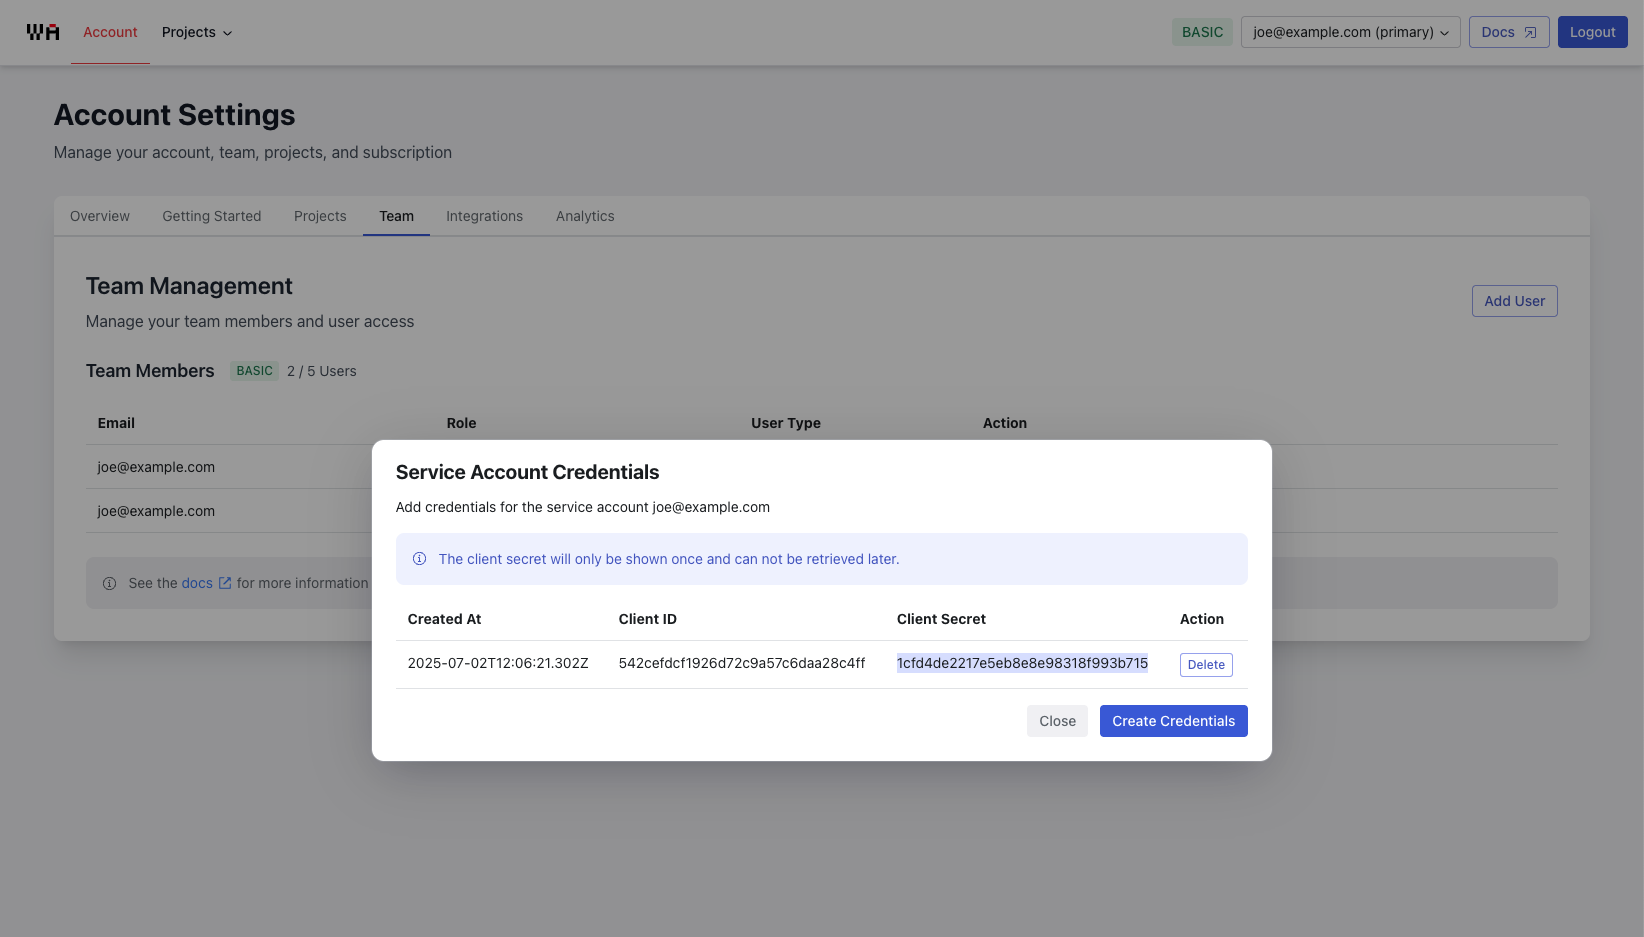 WA Account Projects BASIC joe@example.com (primary) Docs Logout
Account Settings
Manage your account, team, projects, and subscription
Overview Getting Started Projects Team Integrations Analytics
Team Management
Manage your team members and user access
Add User
Team Members BASIC 2 / 5 Users
Email Role User Type Action
joe@example.com
joe@example.com
See the docs for more information
Service Account Credentials
Add credentials for the service account joe@example.com
The client secret will only be shown once and can not be retrieved later.
Created At Client ID Client Secret Action
2025-07-02T12:06:21.302Z 542cefdcf1926d72c9a57c6daa28c4ff 1cfd4de2217e5eb8e8e98318f993b715 Delete
Close Create Credentials